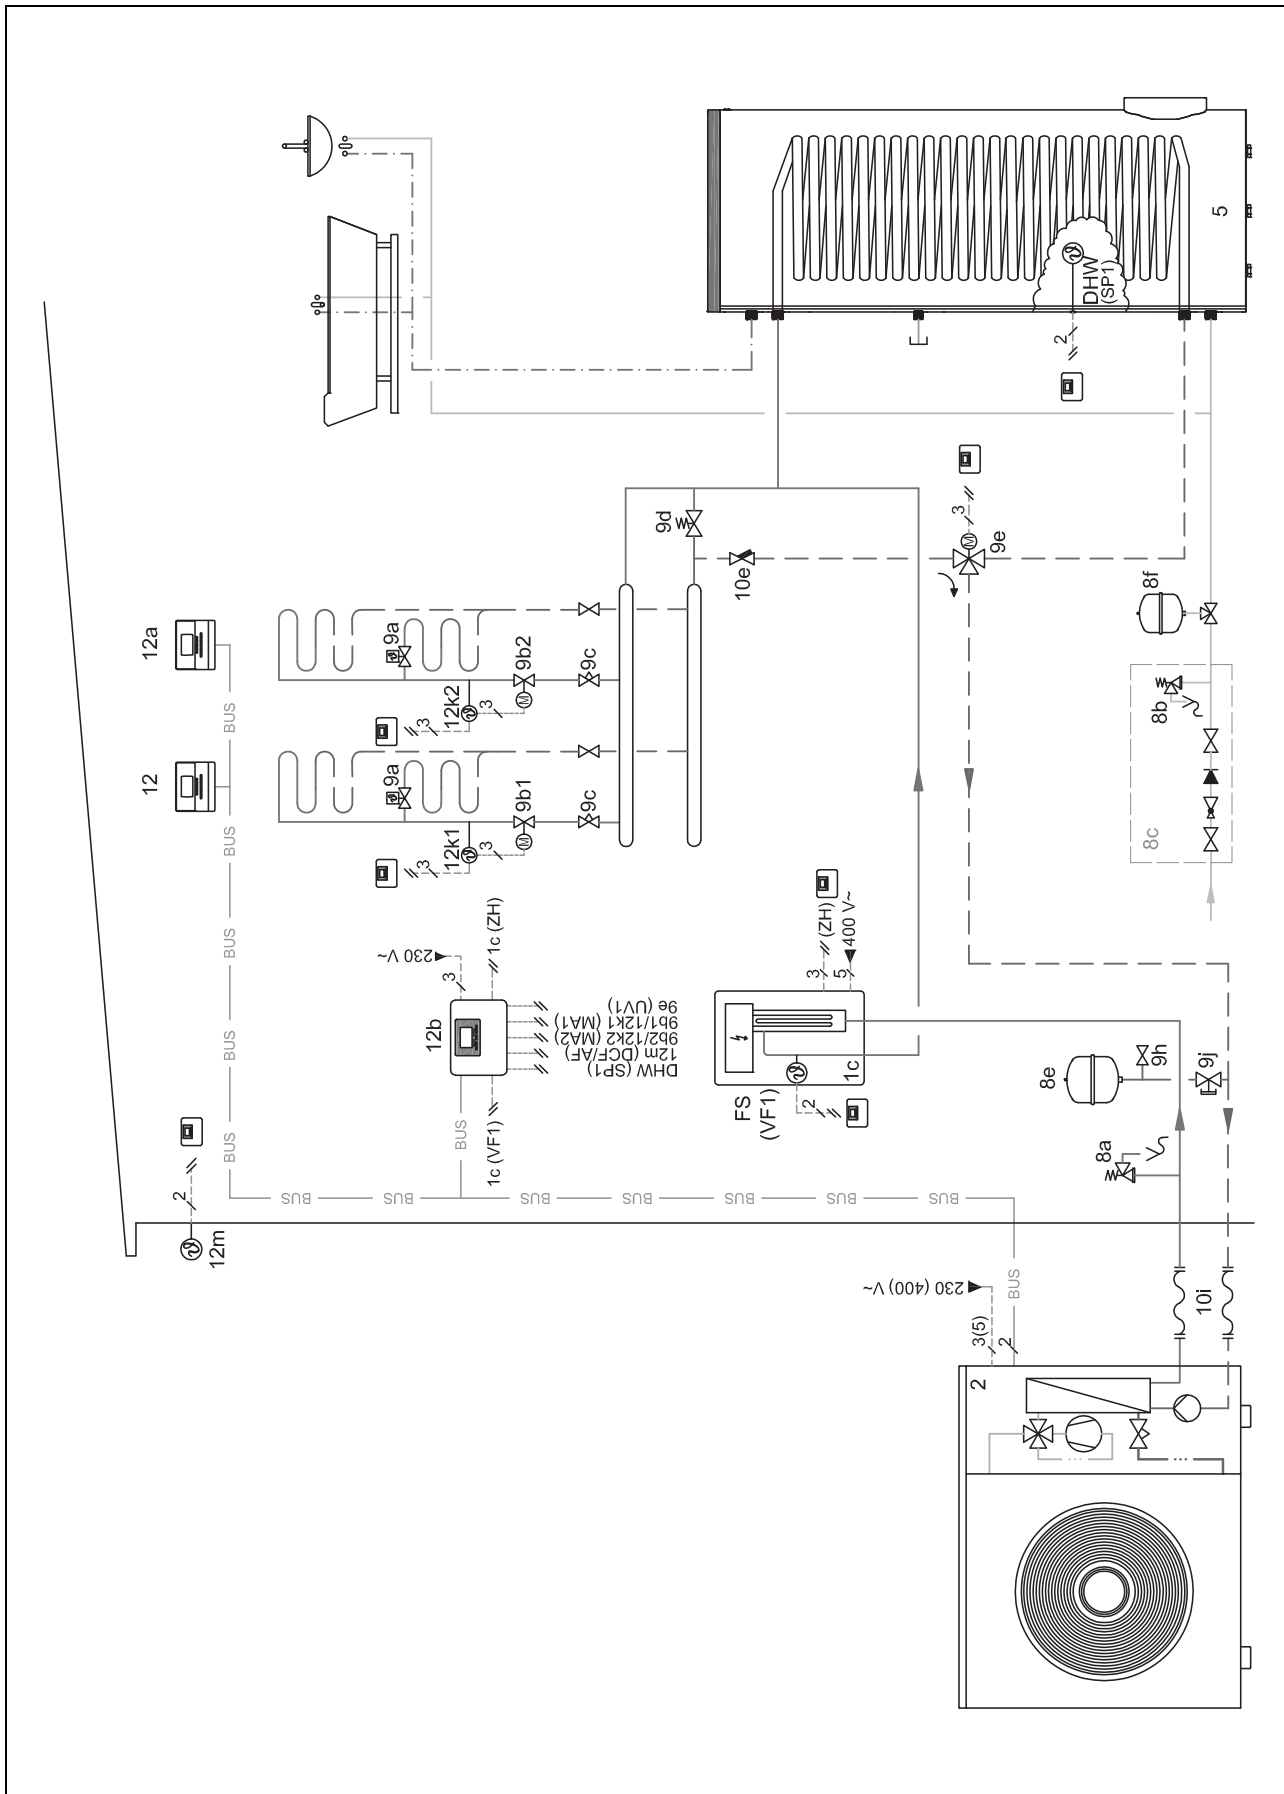 12a
12
BUS
BUS
BUS
BUS
BUS
9a
9b2
9c
12k2
3
3
9a
9b1
9c
12k1
3
3
5
DHW
(SP1)
2
9d
10e
9e
3
M
M
M
8f
8b
8c
12b
230 V~
3
1c (ZH)
9e (UV1)
9b1/12k1 (MA1)
9b2/12k2 (MA2)
12m (DCF/AF)
DHW (SP1)
1c (VF1)
BUS
1c
FS
(VF1)
2
3
(ZH)
5
400 V~
8e
9h
9j
8a
12m
2
BUS
BUS
BUS
BUS
BUS
BUS
BUS
BUS
230 (400) V~
3(5)
2
10i
2